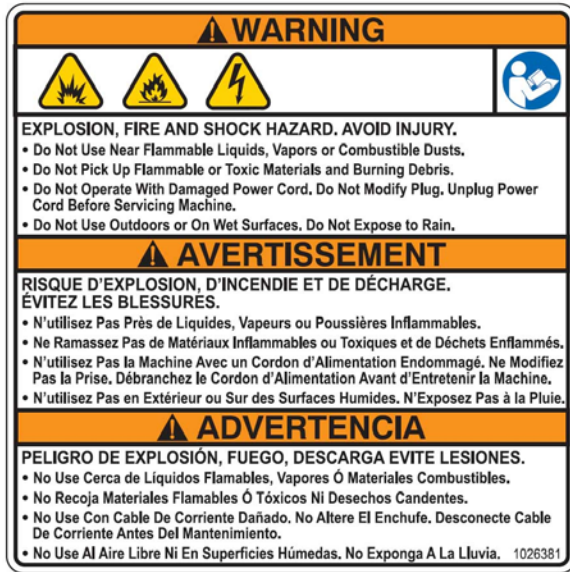 WARNING
EXPLOSION, FIRE AND SHOCK HAZARD. AVOID INJURY.
• Do Not Use Near Flammable Liquids, Vapors or Combustible Dusts.
• Do Not Pick Up Flammable or Toxic Materials and Burning Debris.
• Do Not Operate With Damaged Power Cord. Do Not Modify Plug. Unplug Power
Cord Before Servicing Machine.
• Do Not Use Outdoors or On Wet Surfaces. Do Not Expose to Rain.
AVERTISSEMENT
RISQUE D'EXPLOSION, D'INCENDIE ET DE DÉCHARGE.
ÉVITEZ LES BLESSURES.
• N'utilisez Pas Près de Liquides, Vapeurs ou Poussières Inflammables.
• Ne Ramassez Pas de Matériaux Inflammables ou Toxiques et de Déchets Enflammés.
• N'utilisez Pas la Machine Avec un Cordon d'Alimentation Endommagé. Ne Modifiez
Pas la Prise. Débranchez le Cordon d'Alimentation Avant d'Entretenir la Machine.
• N'utilisez Pas en Extérieur ou Sur des Surfaces Humides. N'Exposez Pas à la Pluie.
ADVERTENCIA
PELIGRO DE EXPLOSIÓN, FUEGO, DESCARGA EVITE LESIONES.
• No Use Cerca de Líquidos Flamables, Vapores Ó Materiales Combustibles.
• No Recoja Materiales Flamables Ó Tóxicos Ni Desechos Candentes.
• No Use Con Cable De Corriente Dañado. No Altere El Enchufe. Desconecte Cable
De Corriente Antes Del Mantenimiento.
• No Use Al Aire Libre Ni En Superficies Húmedas. No Exponga A La Lluvia. 1026381